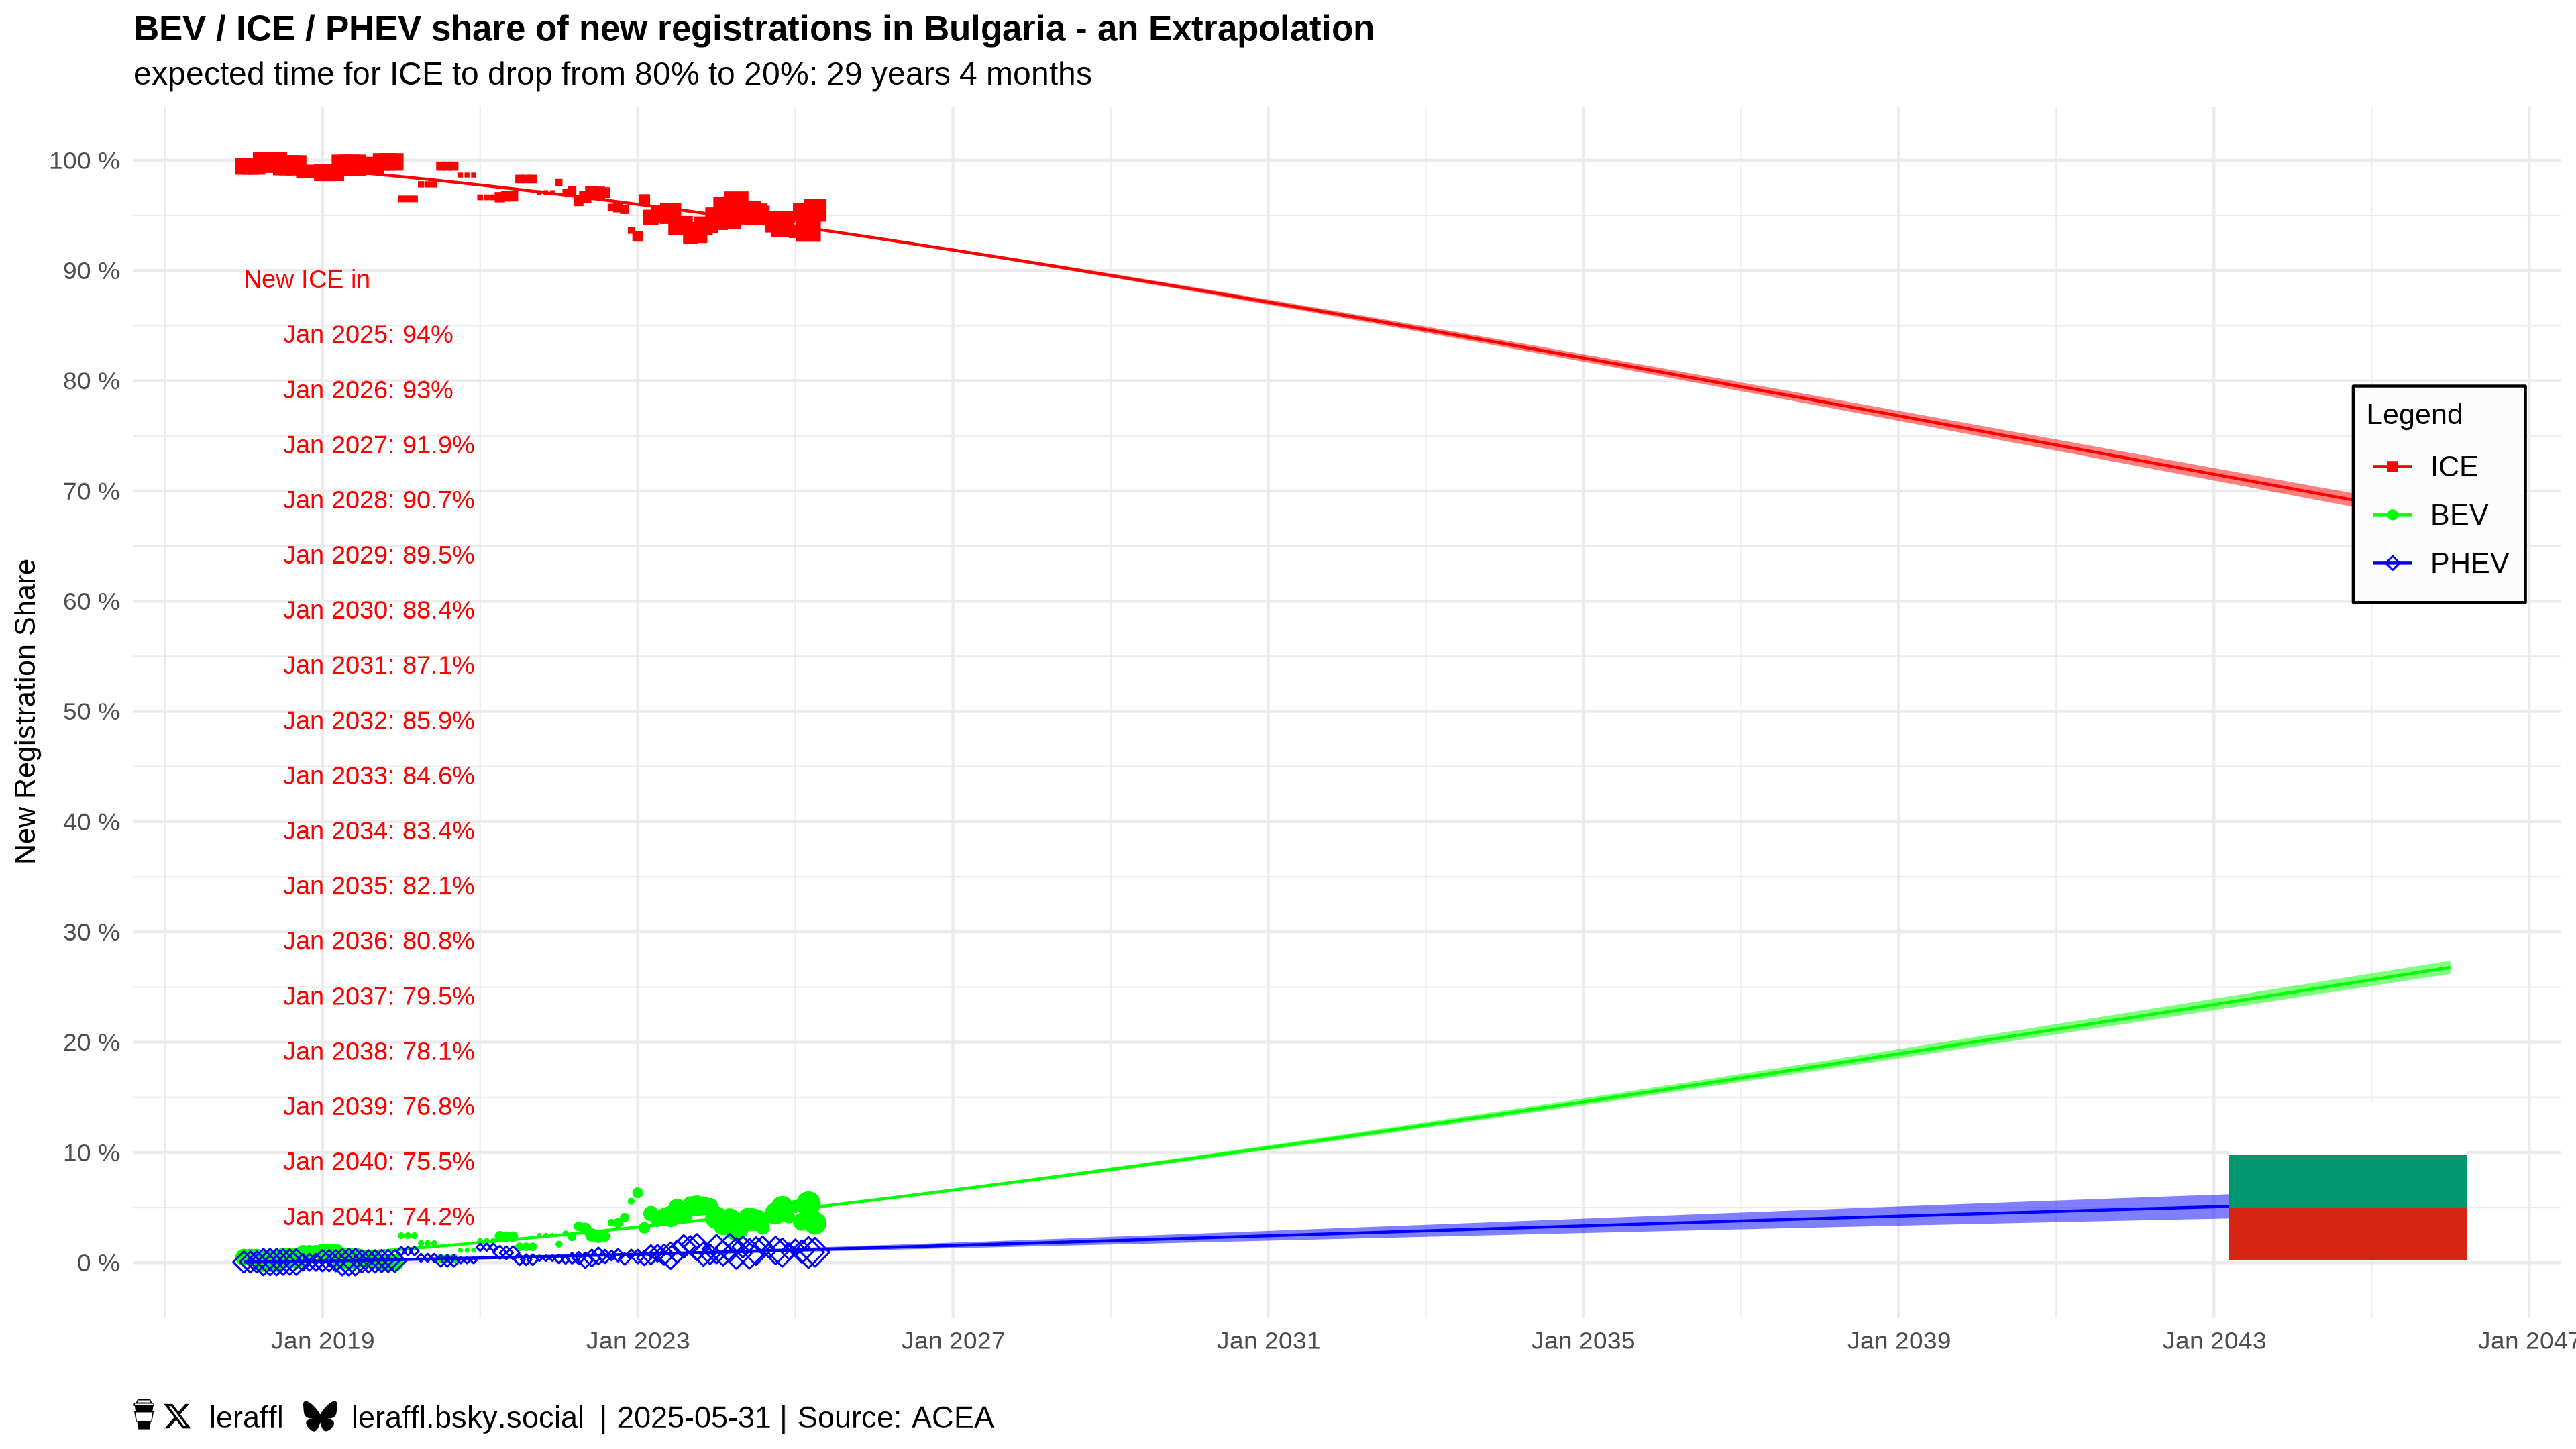 BEV / ICE / PHEV share of new registrations in Bulgaria - an Extrapolation
expected time for ICE to drop from 80% to 20%: 29 years 4 months
New Registration Share
100 %
90 %
80 %
70 %
60 %
50 %
40 %
30 %
20 %
10 %
0 %
New ICE in
Jan 2025: 94%
Jan 2026: 93%
Jan 2027: 91.9%
Jan 2028: 90.7%
Jan 2029: 89.5%
Jan 2030: 88.4%
Jan 2031: 87.1%
Jan 2032: 85.9%
Jan 2033: 84.6%
Jan 2034: 83.4%
Jan 2035: 82.1%
Jan 2036: 80.8%
Jan 2037: 79.5%
Jan 2038: 78.1%
Jan 2039: 76.8%
Jan 2040: 75.5%
Jan 2041: 74.2%
Legend
ICE
BEV
PHEV
Jan 2019 Jan 2023 Jan 2027 Jan 2031 Jan 2035 Jan 2039 Jan 2043 Jan 2047
leraffl leraffl.bsky.social | 2025-05-31 | Source: ACEA